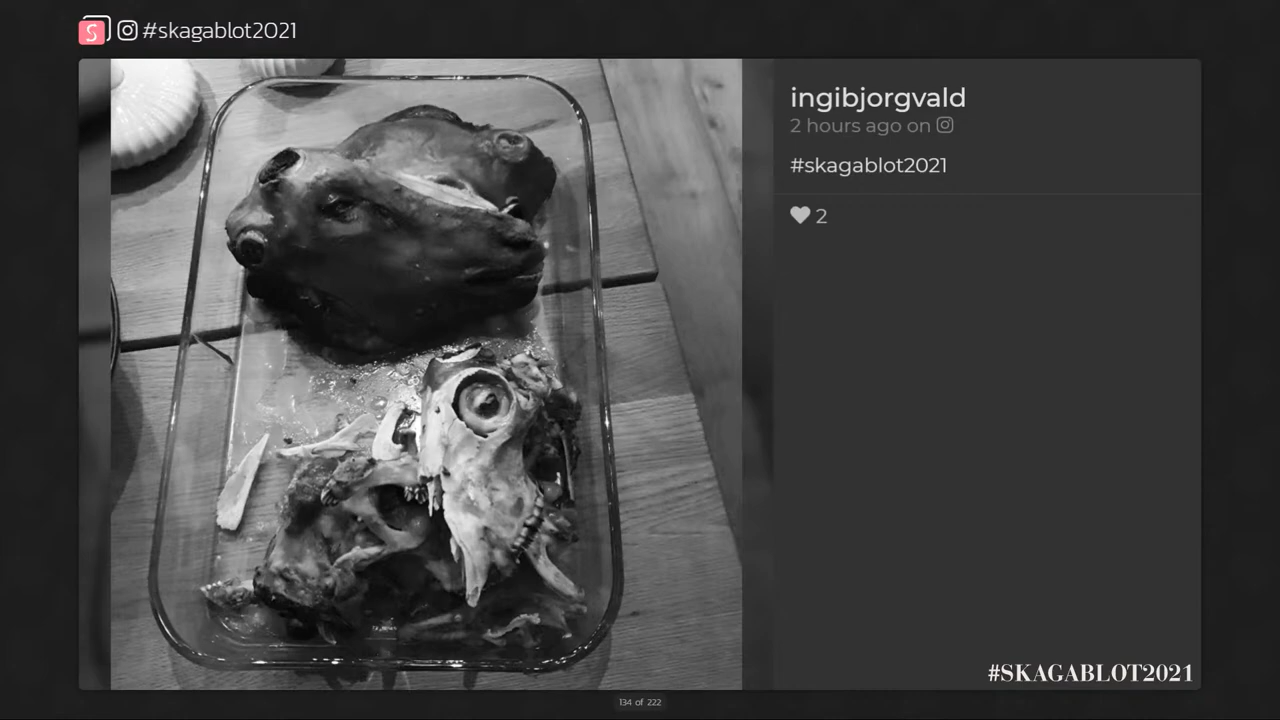 S #skagablot2021
ingibjorgvald
2 hours ago on
#skagablot2021
2
#SKAGABLOT2021
134 of 222